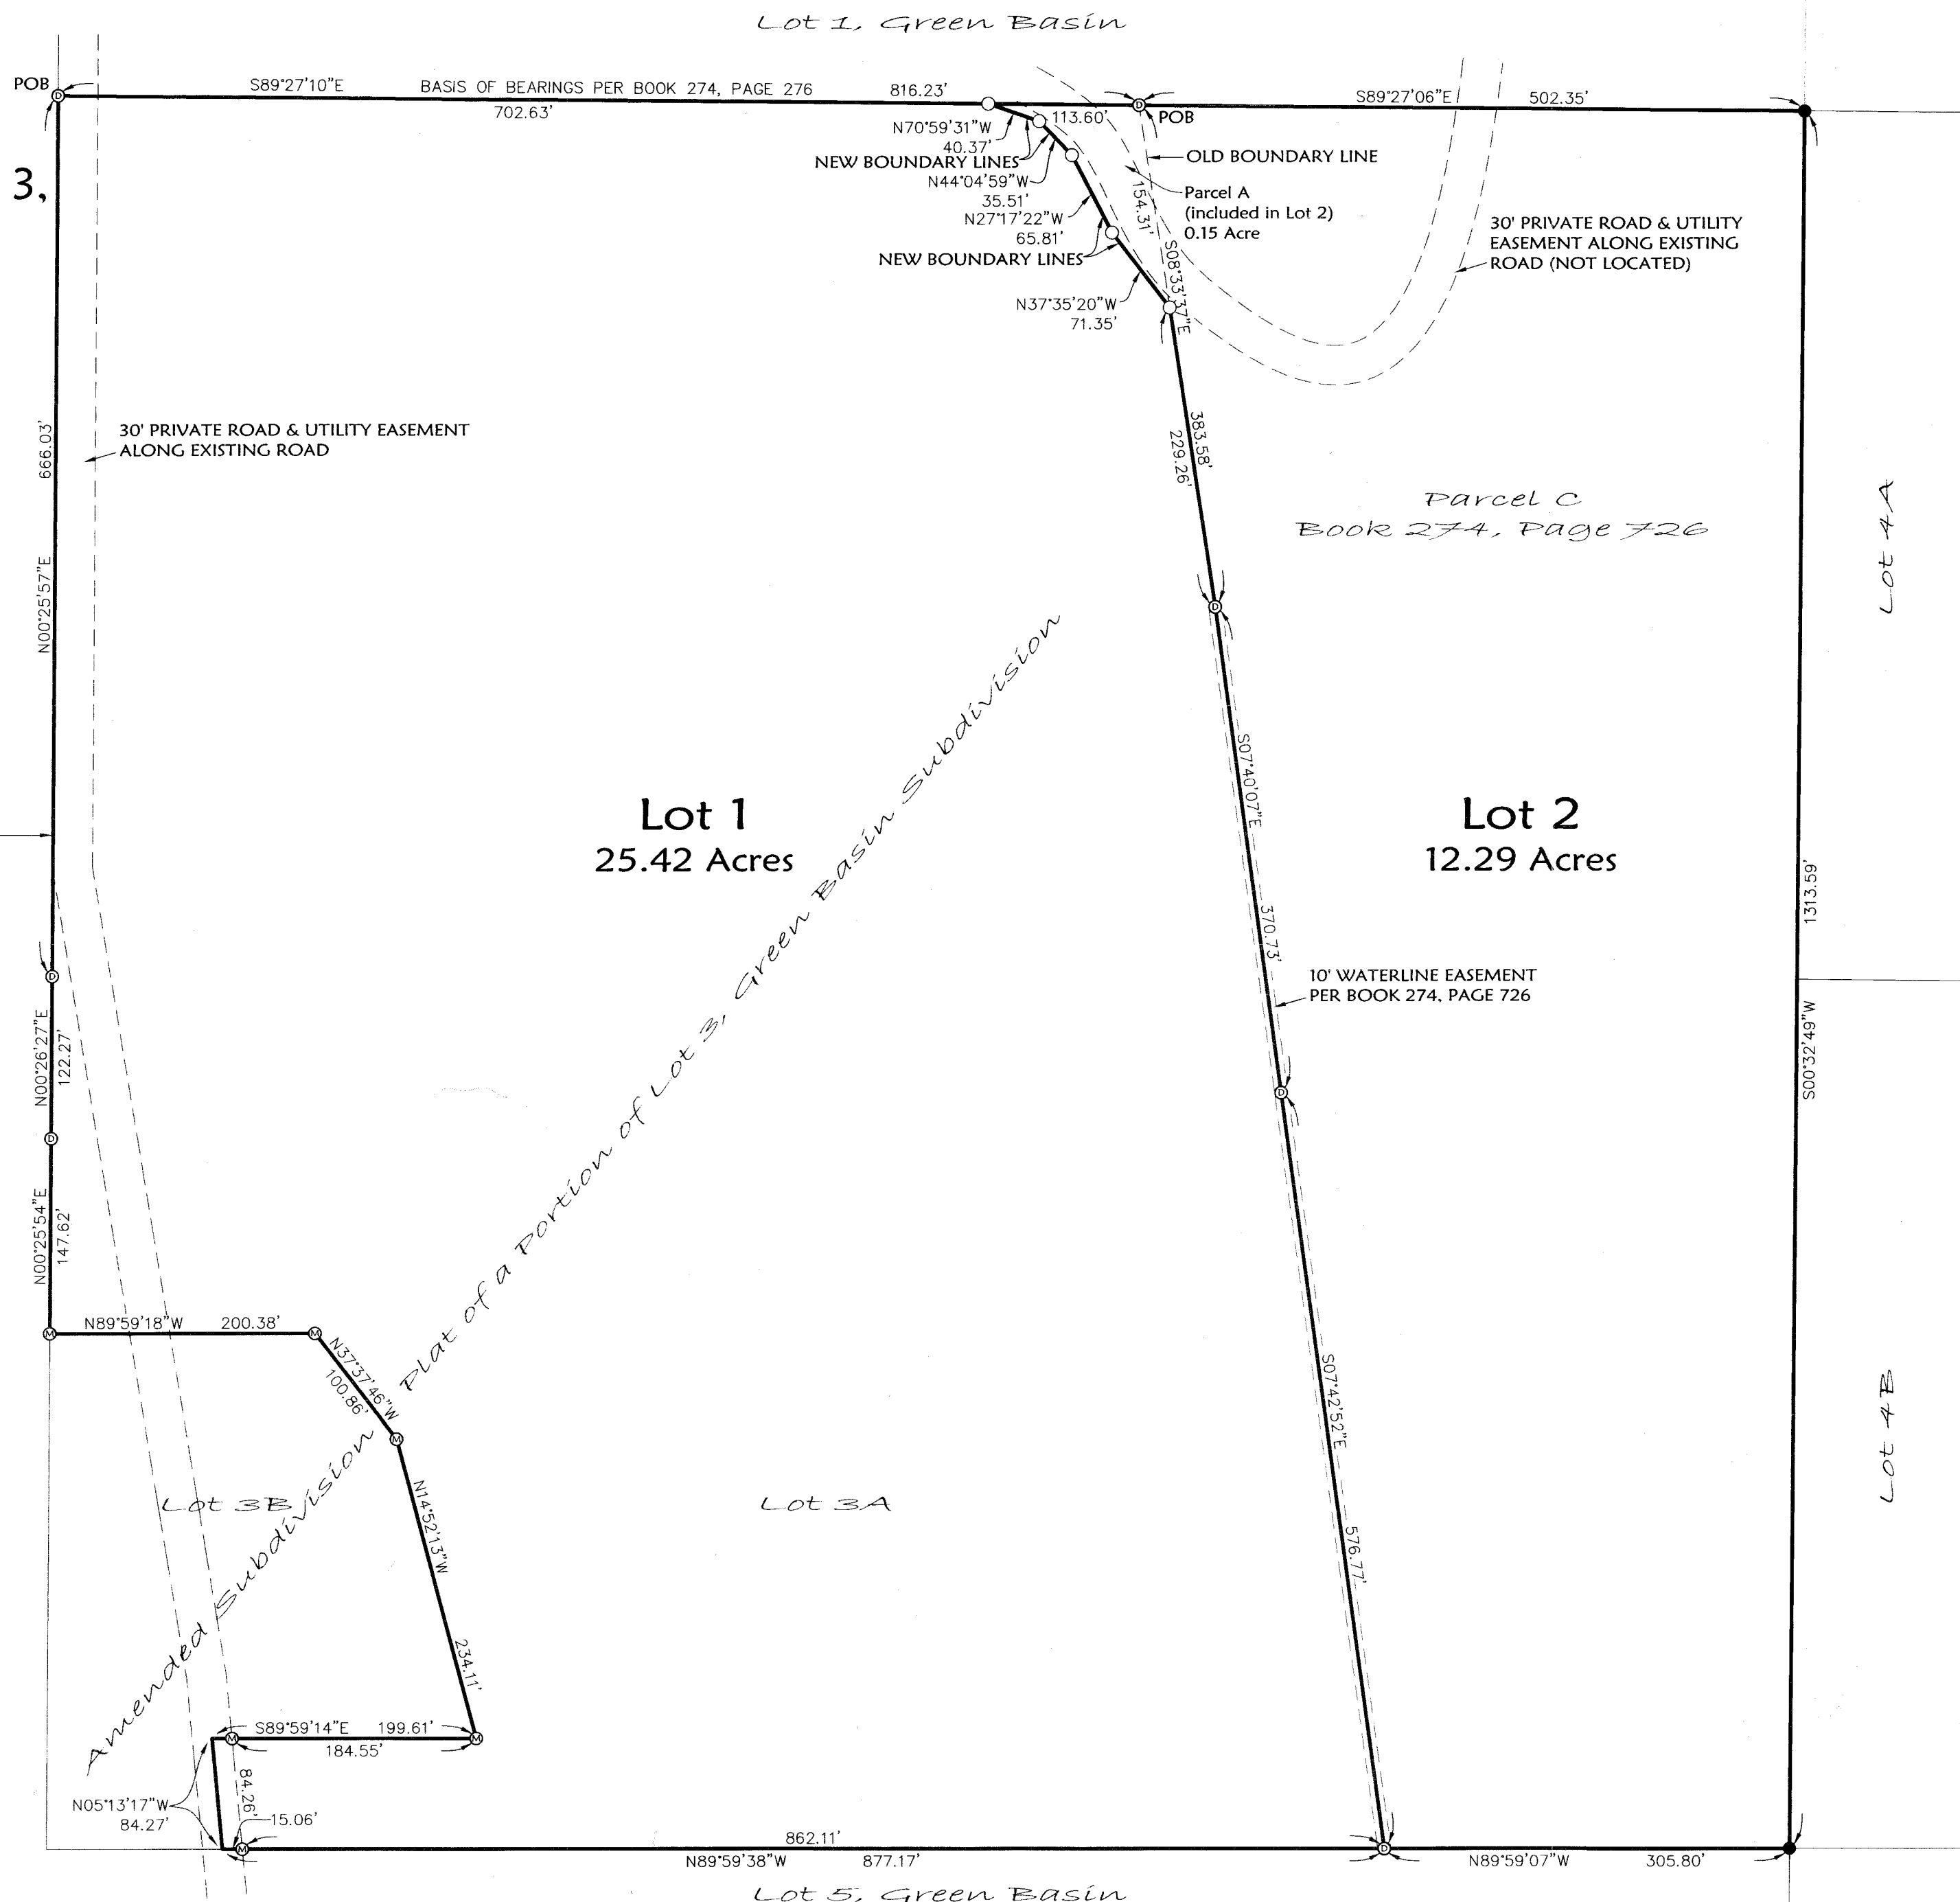 Lot 1, Green Basin
POB
S89°27'10"E
BASIS OF BEARINGS PER BOOK 274, PAGE 276
816.23'
S89°27'06"E
502.35'
702.63'
113.60'
POB
N70°59'31"W
40.37'
NEW BOUNDARY LINES
N44°04'59"W
35.51'
N27°17'22"W
65.81'
NEW BOUNDARY LINES
N37°35'20"W
71.35'
OLD BOUNDARY LINE
154.31'
S08°33'37"E
Parcel A
(included in Lot 2)
0.15 Acre
30' PRIVATE ROAD & UTILITY
EASEMENT ALONG EXISTING
ROAD (NOT LOCATED)
3,
666.03'
N00°25'57"E
30' PRIVATE ROAD & UTILITY EASEMENT
ALONG EXISTING ROAD
383.58'
229.26'
Parcel C
Book 274, Page 726
Lot 4A
Lot 1
25.42 Acres
Lot 2
12.29 Acres
S07°40'07"E
370.73'
10' WATERLINE EASEMENT
PER BOOK 274, PAGE 726
1313.59'
S00°32'49"W
D
D
D
D
D
D
D
N00°26'27"E
122.27'
N00°25'54"E
147.62'
N89°59'18"W
200.38'
M
M
N37°37'46"W
100.86'
M
Amended Subdivision Plat of a Portion of Lot 3, Green Basin Subdivision
Lot 3B
Lot 3A
N14°52'13"W
234.11'
S07°42'52"E
576.77'
Lot 4B
S89°59'14"E
199.61'
M
M
184.55'
N05°13'17"W
84.27'
84.26'
15.06'
M
862.11'
N89°59'38"W
877.17'
N89°59'07"W
305.80'
Lot 5, Green Basin